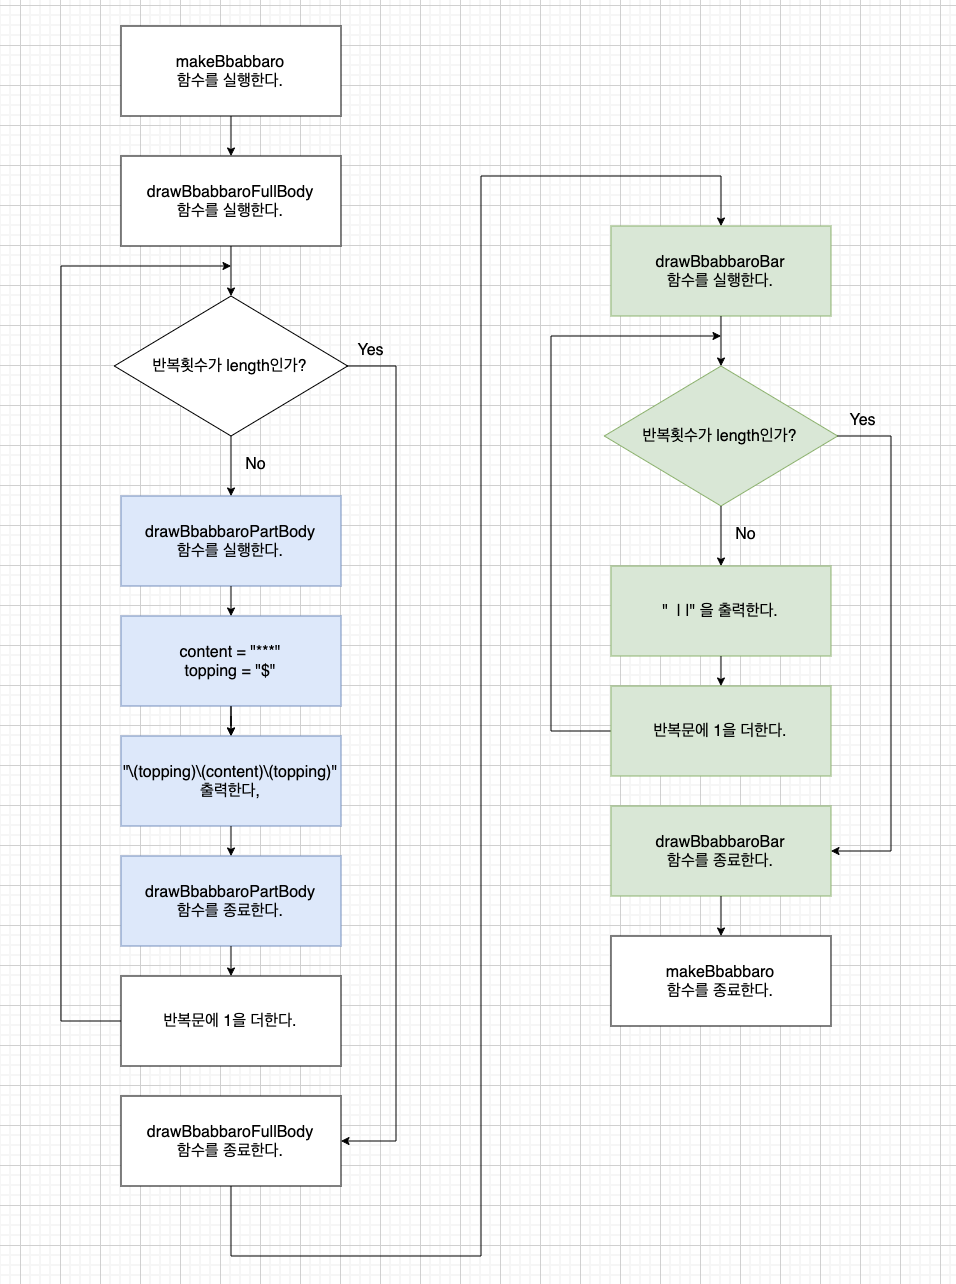 makeBbabbaro
함수를 실행한다.
drawBbabbaroFullBody
함수를 실행한다.
반복횟수가 length인가?
Yes
No
drawBbabbaroPartBody
함수를 실행한다.
content = "***"
topping = "$"
"\(topping)\(content)\(topping)"
출력한다,
drawBbabbaroPartBody
함수를 종료한다.
반복문에 1을 더한다.
drawBbabbaroFullBody
함수를 종료한다.
drawBbabbaroBar
함수를 실행한다.
반복횟수가 length인가?
Yes
No
"  ㅣㅣ" 을 출력한다.
반복문에 1을 더한다.
drawBbabbaroBar
함수를 종료한다.
makeBbabbaro
함수를 종료한다.